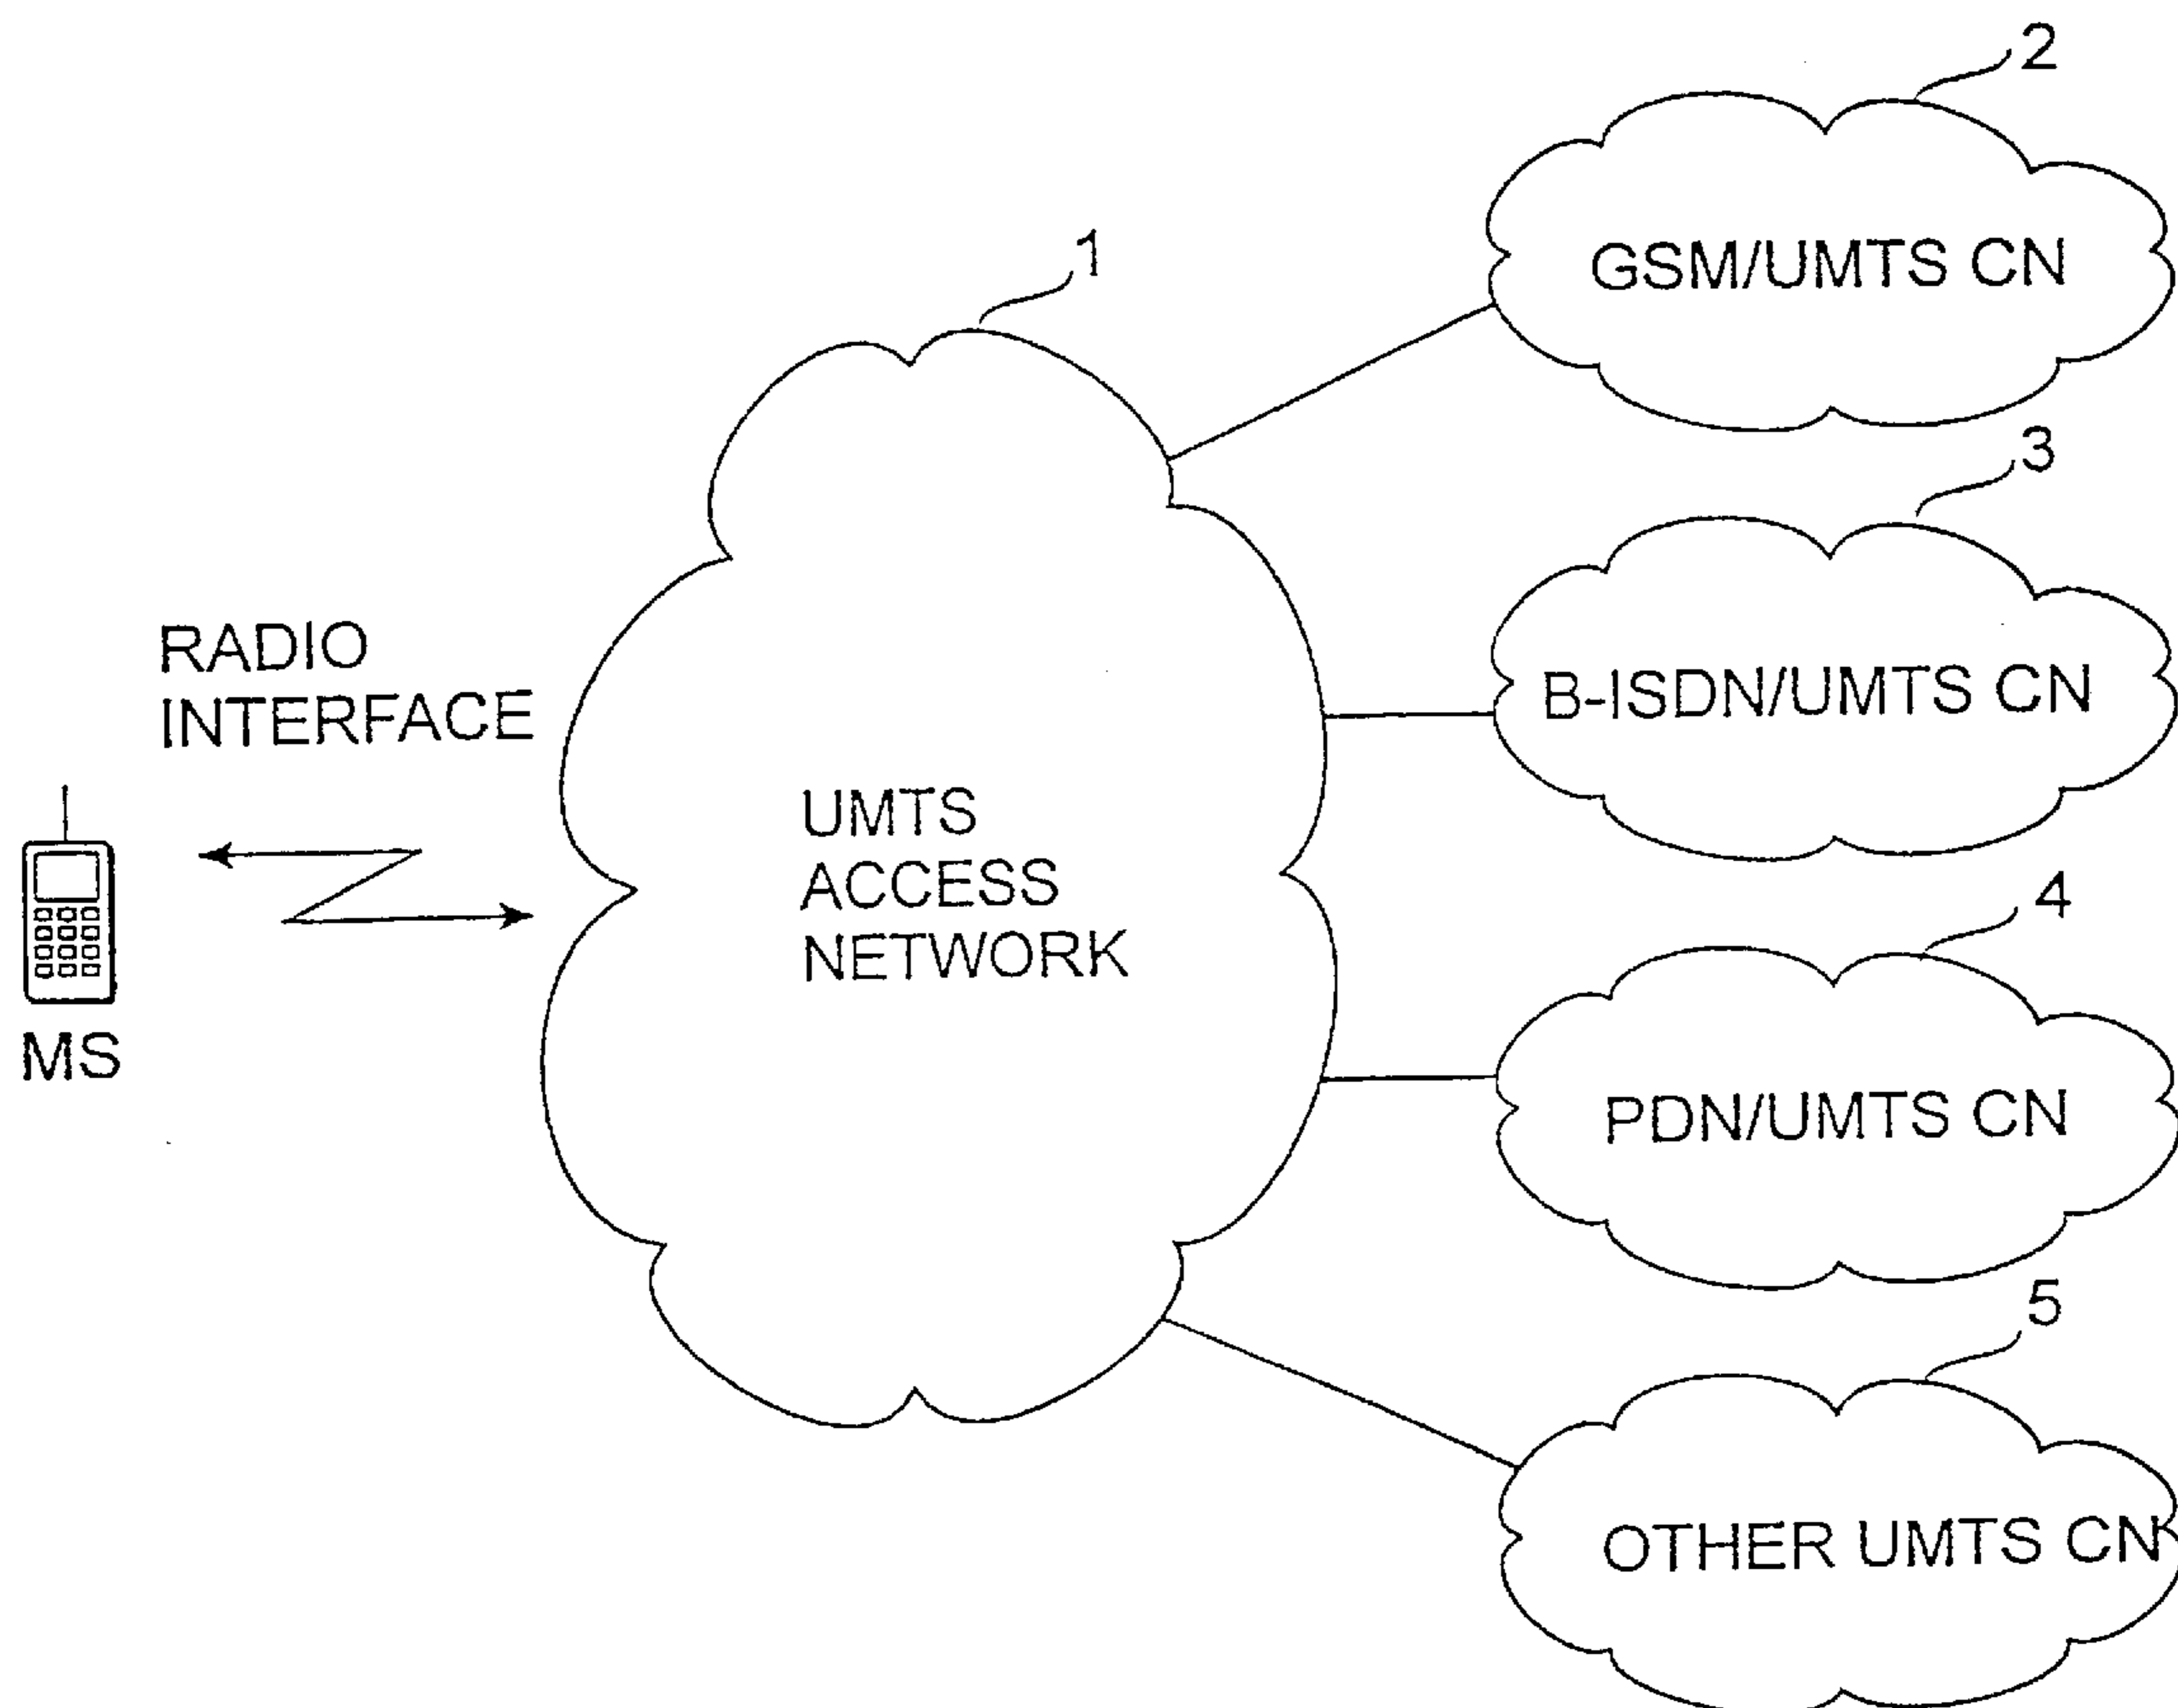 2
GSM/UMTS CN
1
3
RADIO
INTERFACE
B-ISDN/UMTS CN
UMTS
ACCESS
NETWORK
4
MS
PDN/UMTS CN
5
OTHER UMTS CN